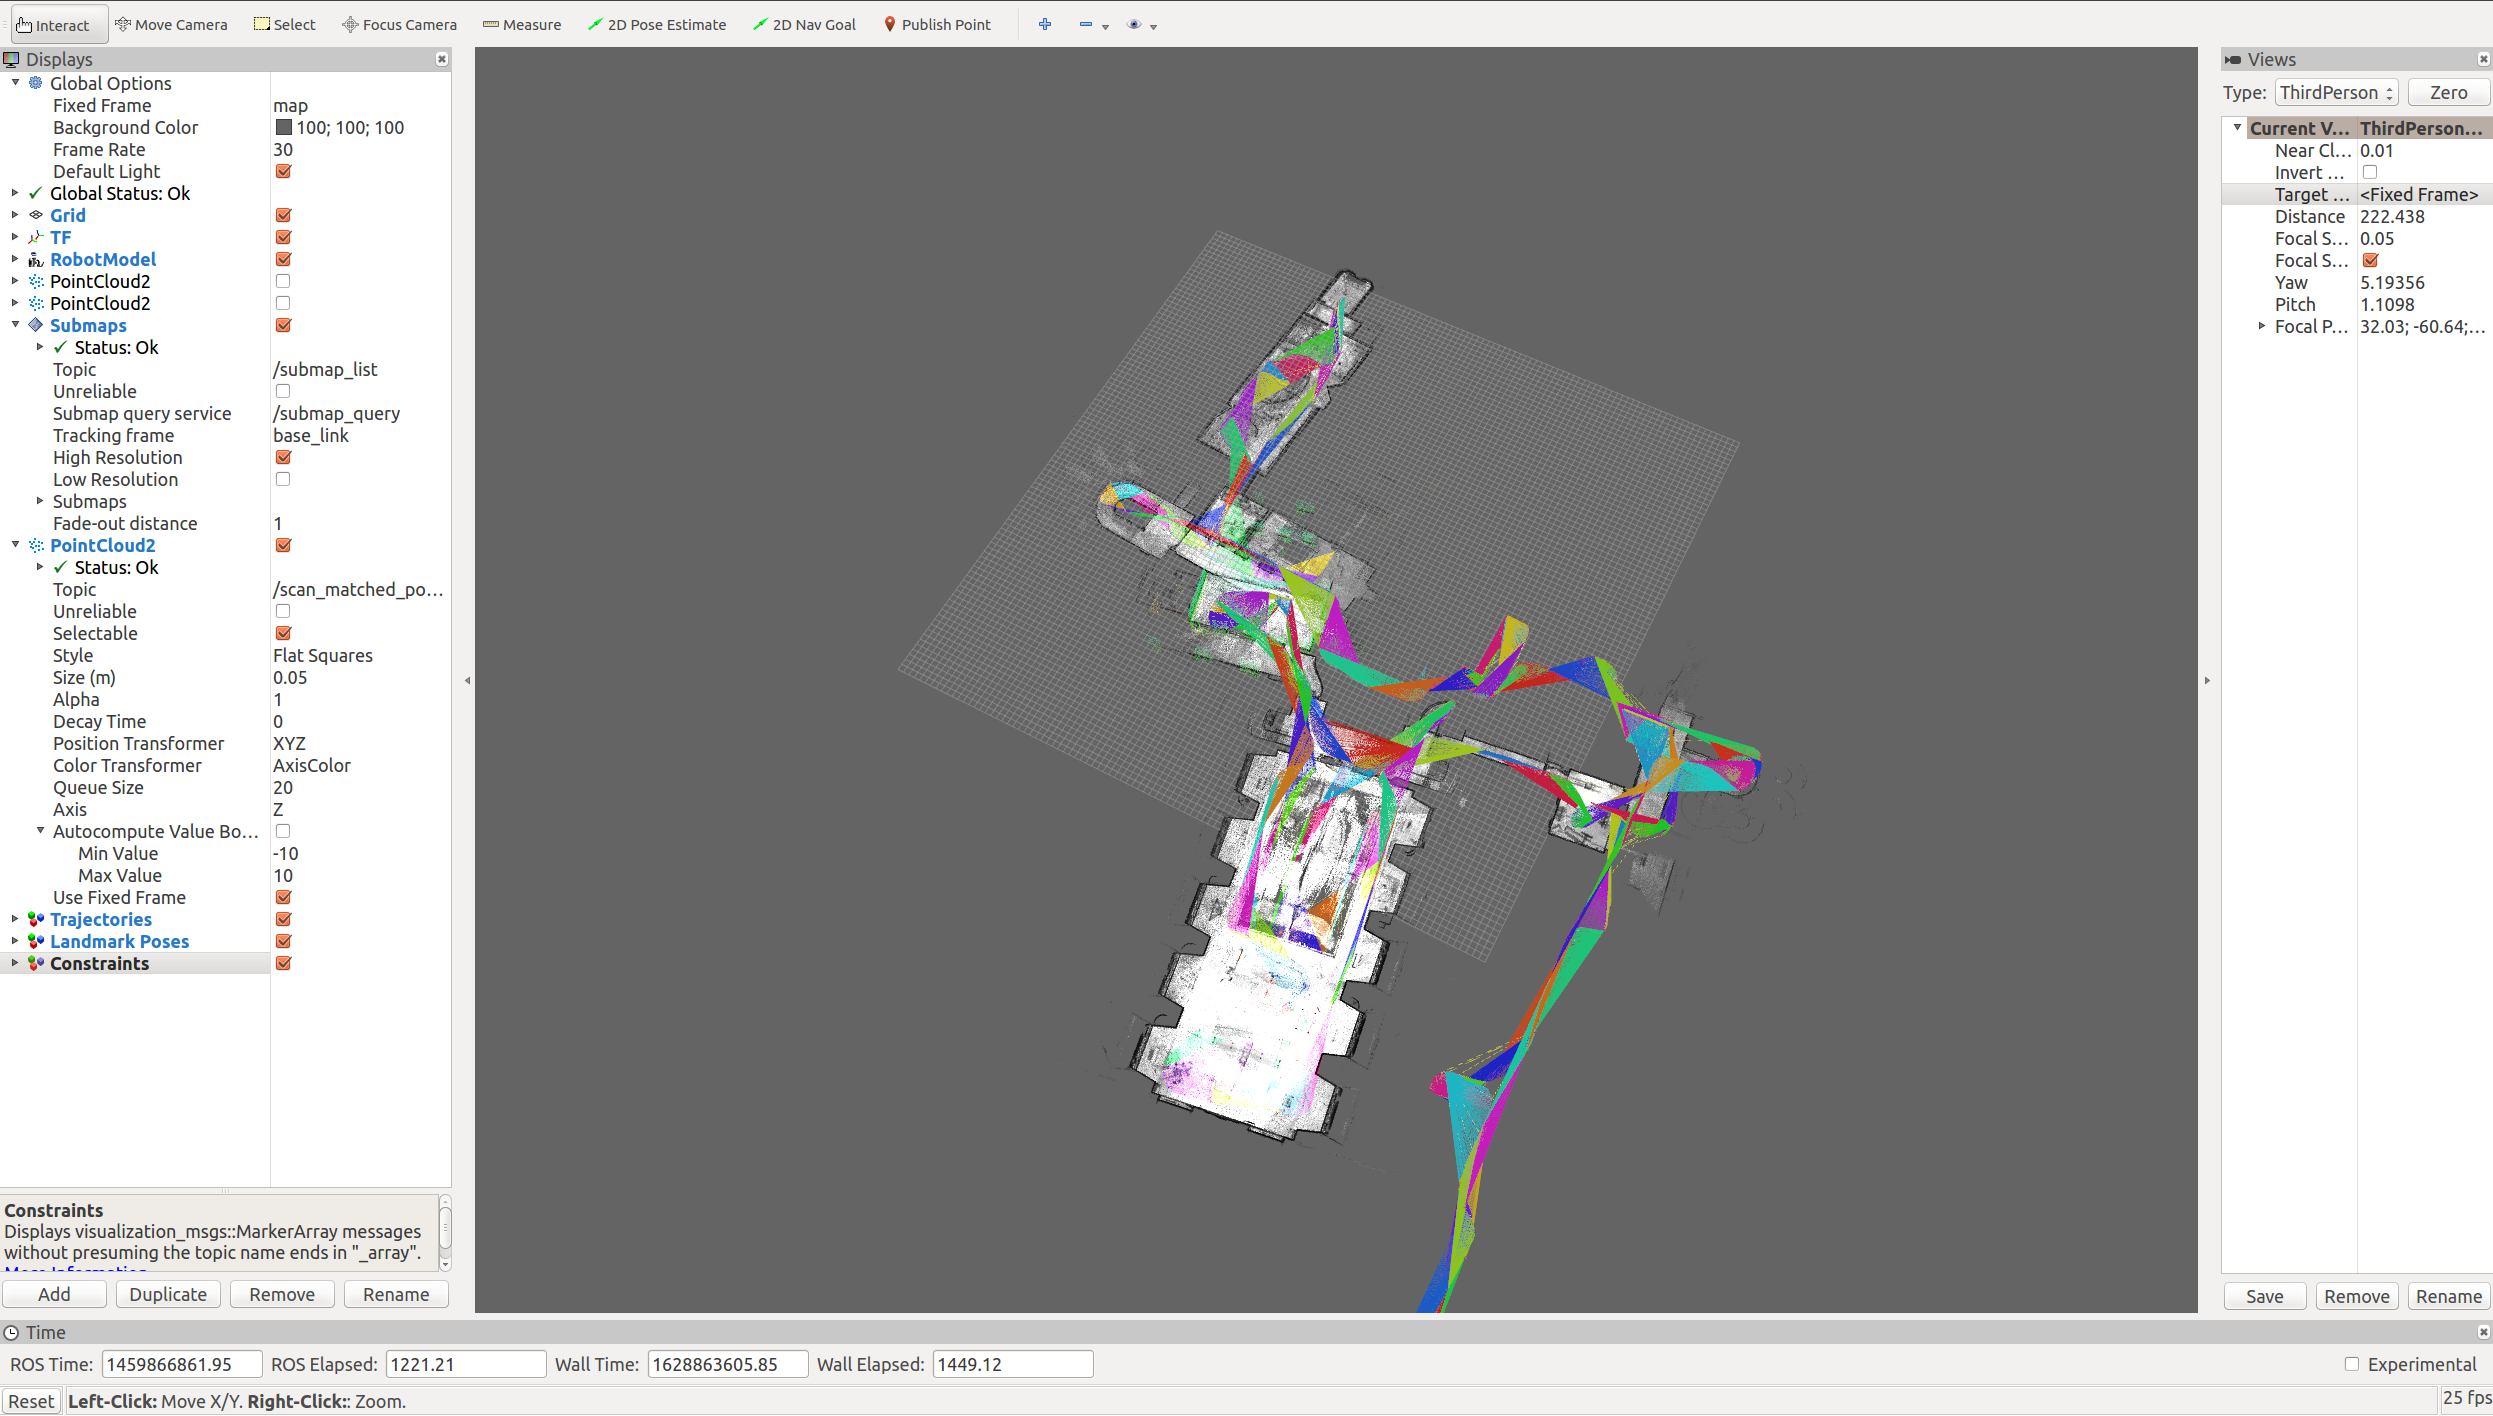 Interact Move Camera Select Focus Camera Measure 2D Pose Estimate 2D Nav Goal Publish Point
Displays
Global Options
Fixed Frame map
Background Color 100; 100; 100
Frame Rate 30
Default Light
Global Status: Ok
Grid
TF
RobotModel
PointCloud2
PointCloud2
Submaps
Status: Ok
Topic /submap_list
Unreliable
Submap query service /submap_query
Tracking frame base_link
High Resolution
Low Resolution
Submaps
Fade-out distance 1
PointCloud2
Status: Ok
Topic /scan_matched_po...
Unreliable
Selectable
Style Flat Squares
Size (m) 0.05
Alpha 1
Decay Time 0
Position Transformer XYZ
Color Transformer AxisColor
Queue Size 20
Axis Z
Autocompute Value Bo...
Min Value -10
Max Value 10
Use Fixed Frame
Trajectories
Landmark Poses
Constraints
Constraints
Displays visualization_msgs::MarkerArray messages
without presuming the topic name ends in "_array".
More Information
Add Duplicate Remove Rename
Views
Type: ThirdPerson Zero
Current V... ThirdPerson...
Near Cl... 0.01
Invert ...
Target ... <Fixed Frame>
Distance 222.438
Focal S... 0.05
Focal S...
Yaw 5.19356
Pitch 1.1098
Focal P... 32.03; -60.64;...
Save Remove Rename
Time
ROS Time: 1459866861.95 ROS Elapsed: 1221.21 Wall Time: 1628863605.85 Wall Elapsed: 1449.12 Experimental
Reset Left-Click: Move X/Y. Right-Click:: Zoom. 25 fps